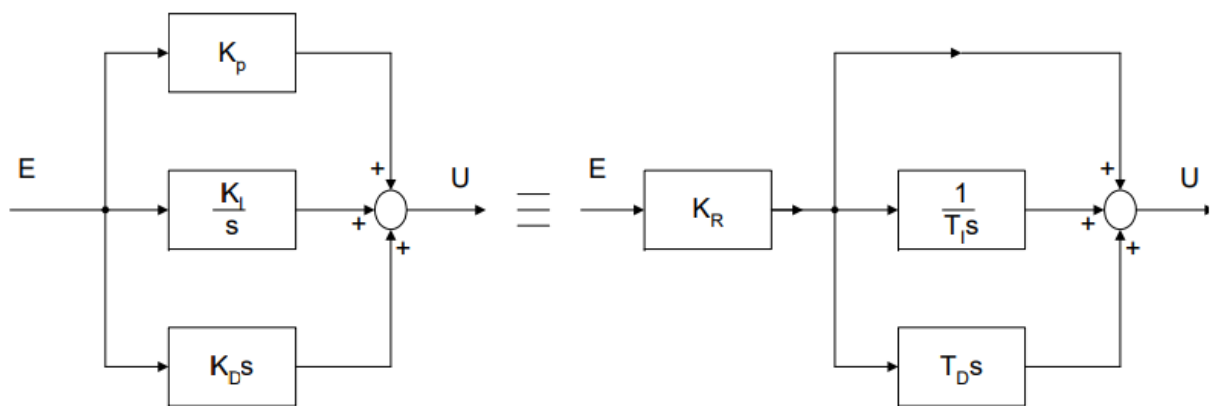 K_p
E
K_I
s
+
+
+
U
K_D s
≡
E
K_R
1
T_I s
+
+
+
U
T_D s